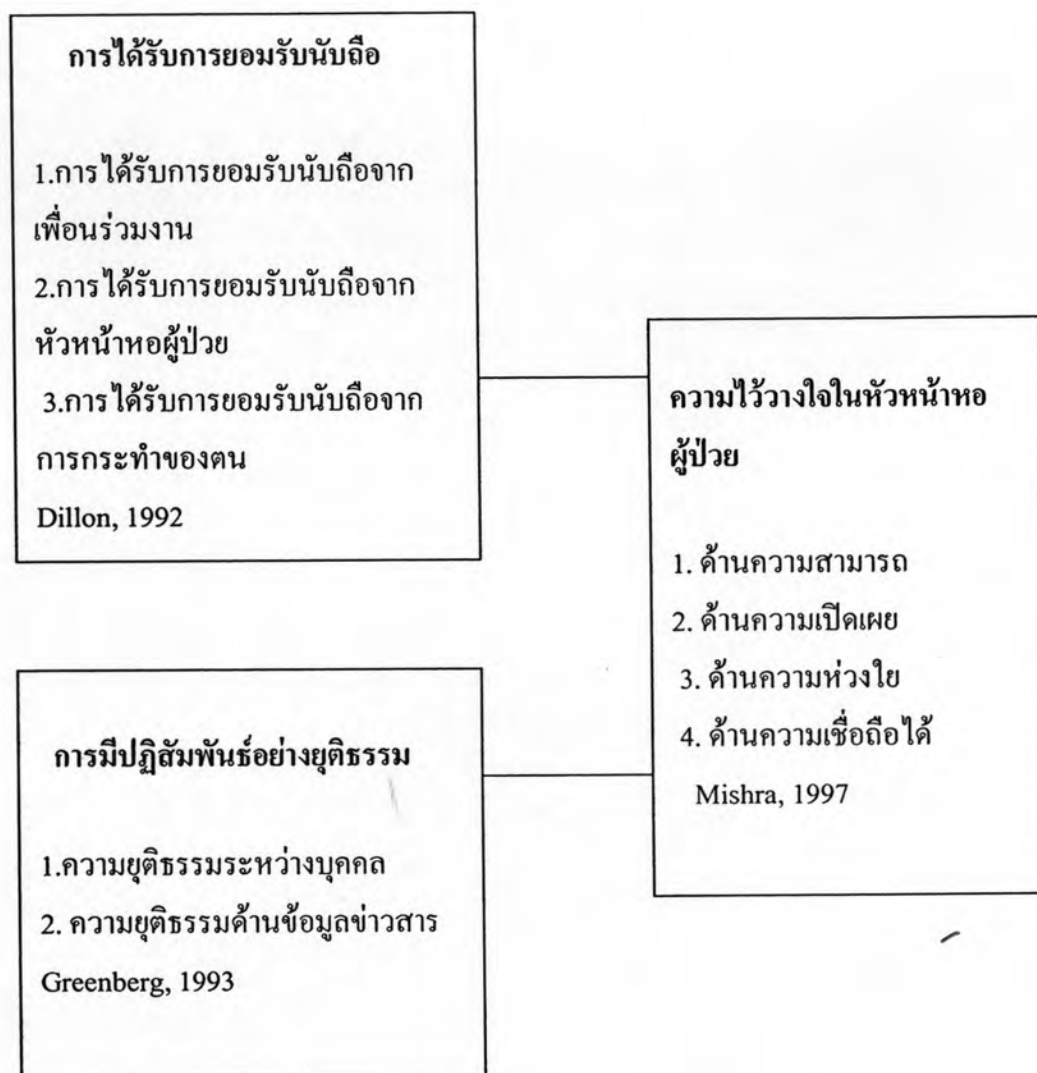 การได้รับการยอมรับนับถือ
1.การได้รับการยอมรับนับถือจาก
เพื่อนร่วมงาน
2.การได้รับการยอมรับนับถือจาก
หัวหน้าหอผู้ป่วย
3.การได้รับการยอมรับนับถือจาก
การกระทำของตน
Dillon, 1992
ความไว้วางใจในหัวหน้าหอ
ผู้ป่วย
1. ด้านความสามารถ
2. ด้านความเปิดเผย
3. ด้านความห่วงใย
4. ด้านความเชื่อถือได้
Mishra, 1997
การมีปฏิสัมพันธ์อย่างยุติธรรม
1.ความยุติธรรมระหว่างบุคคล
2. ความยุติธรรมด้านข้อมูลข่าวสาร
Greenberg, 1993